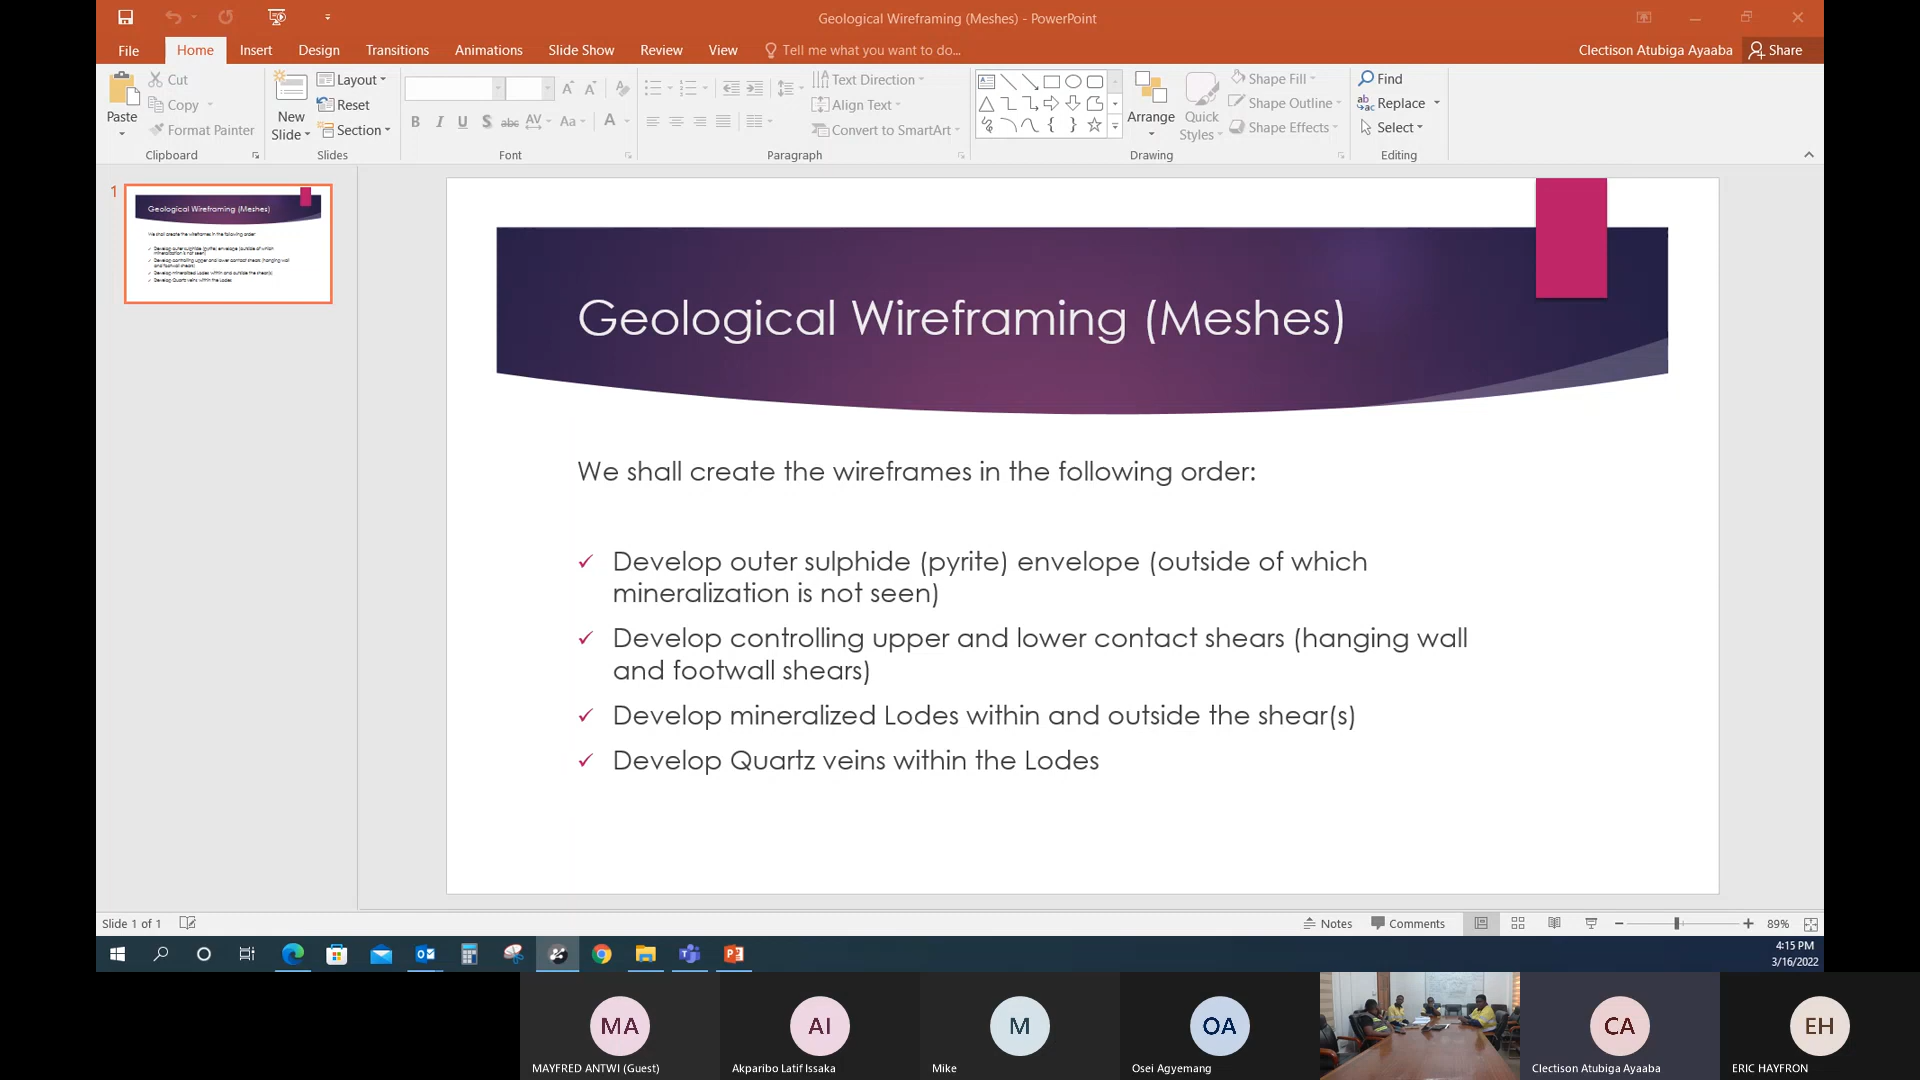 Geological Wireframing (Meshes) - PowerPoint
File Home Insert Design Transitions Animations Slide Show Review View Tell me what you want to do... Clectison Atubiga Ayaaba Share
Paste
Cut
Copy
Format Painter
Clipboard
New
Slide
Layout
Reset
Section
Slides
B I U S abc AV Aa A
Font
Text Direction
Align Text
Convert to SmartArt
Paragraph
Arrange
Quick
Styles
Shape Fill
Shape Outline
Shape Effects
Drawing
Find
Replace
Select
Editing
1
Geological Wireframing (Meshes)
We shall create the wireframes in the following order:
Develop outer sulphide (pyrite) envelope (outside of which
mineralization is not seen)
Develop controlling upper and lower contact shears (hanging wall
and footwall shears)
Develop mineralized Lodes within and outside the shear(s)
Develop Quartz veins within the Lodes
Geological Wireframing (Meshes)
We shall create the wireframes in the following order:
Develop outer sulphide (pyrite) envelope (outside of which
mineralization is not seen)
Develop controlling upper and lower contact shears (hanging wall
and footwall shears)
Develop mineralized Lodes within and outside the shear(s)
Develop Quartz veins within the Lodes
Slide 1 of 1 Notes Comments 89%
4:15 PM
3/16/2022
MA AI M OA CA EH
MAYFRED ANTWI (Guest) Akparibo Latif Issaka Mike Osei Agyemang Clectison Atubiga Ayaaba ERIC HAYFRON